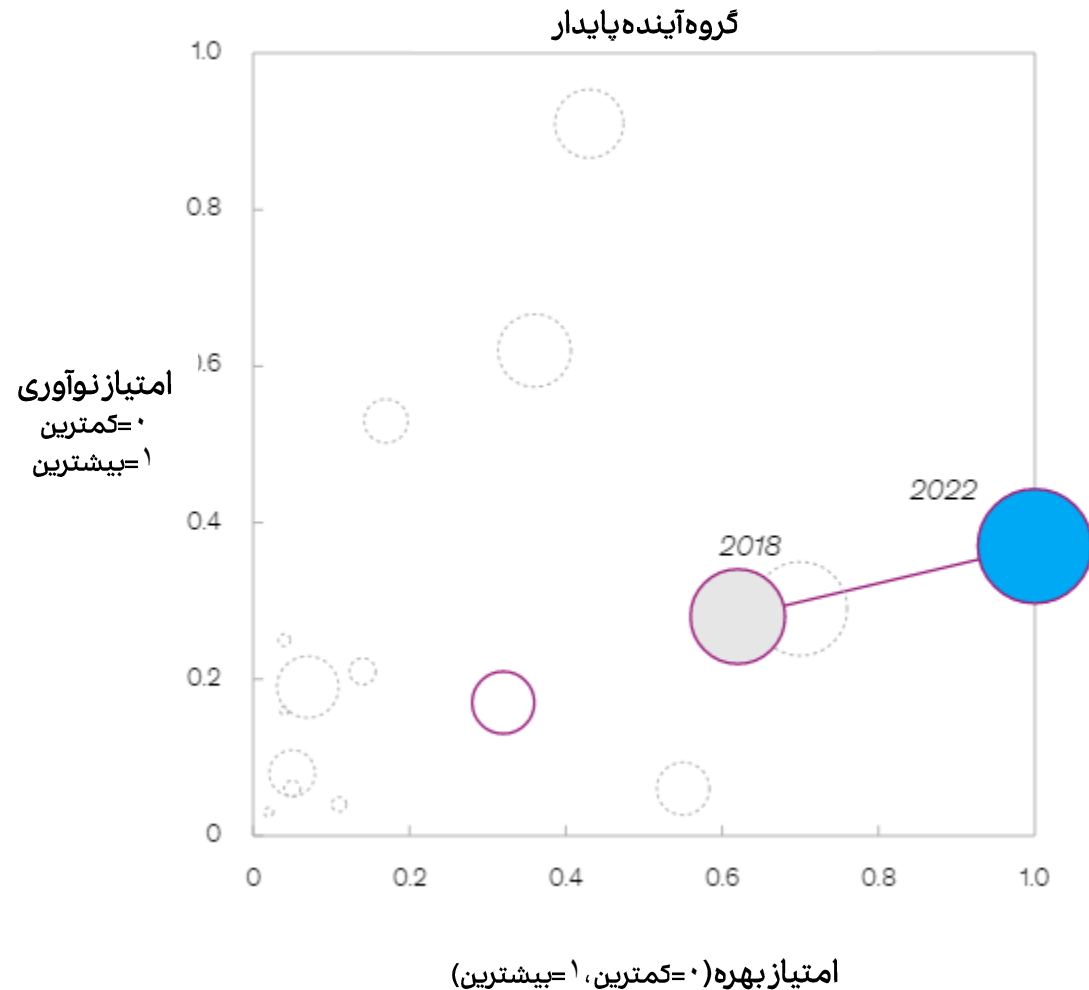 گروه آینده پایدار
1.0
0.8
.6
0.4
0.2
0
امتیاز نوآوری
۰=کمترین
۱=بیشترین
2022
2018
0 0.2 0.4 0.6 0.8 1.0
امتیاز بهره (۰=کمترین، ۱=بیشترین)